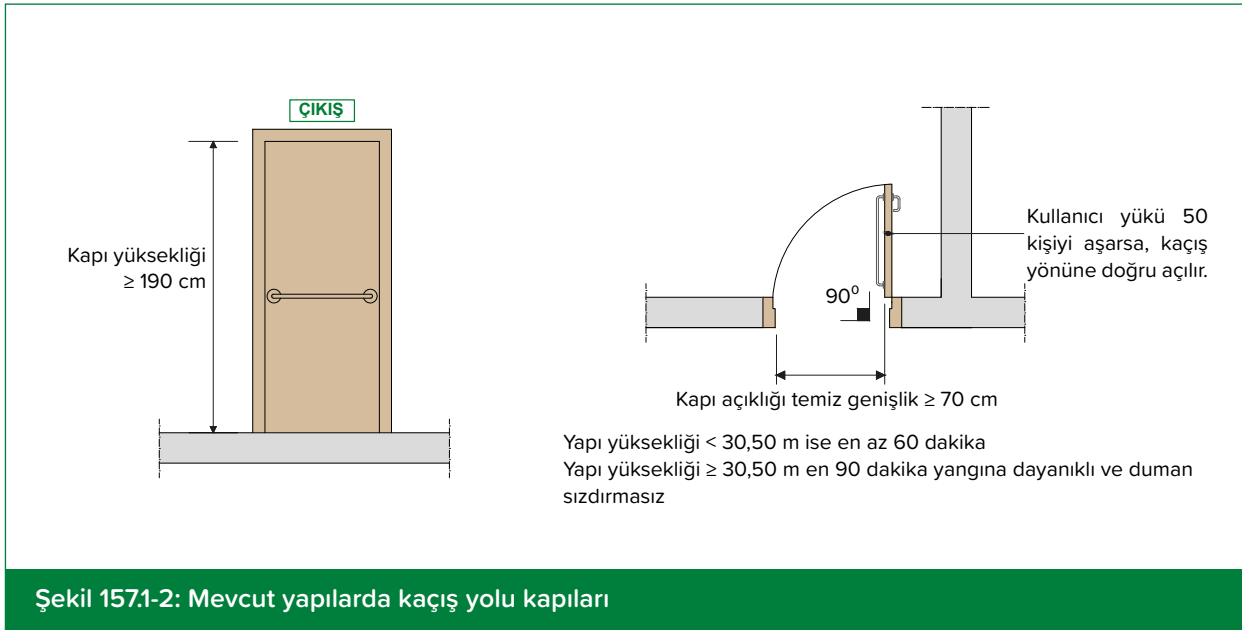 ÇIKIŞ
Kapı yüksekliği
≥ 190 cm
Kullanıcı yükü 50
kişiyi aşarsa, kaçış
yönüne doğru açılır.
90⁰
Kapı açıklığı temiz genişlik ≥ 70 cm
Yapı yüksekliği < 30,50 m ise en az 60 dakika
Yapı yüksekliği ≥ 30,50 m en 90 dakika yangına dayanıklı ve duman
sızdırmasız
Şekil 157.1-2: Mevcut yapılarda kaçış yolu kapıları